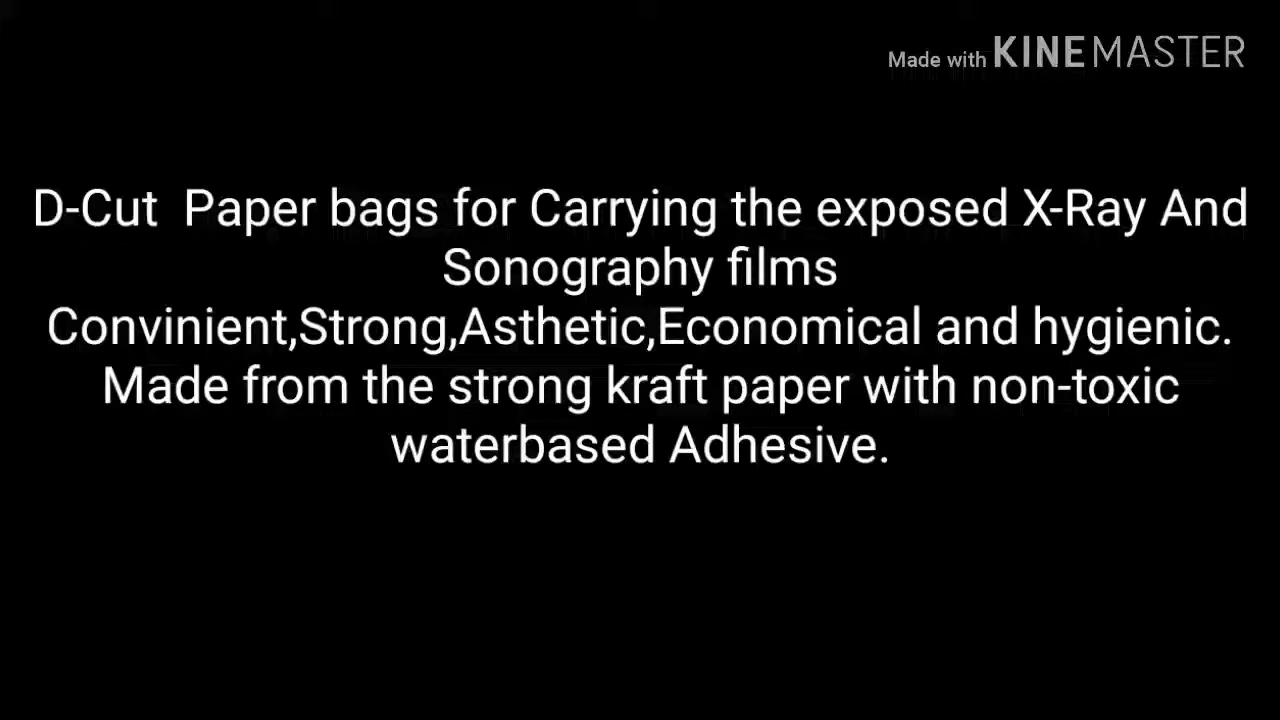 Made with KINEMASTER
D-Cut Paper bags for Carrying the exposed X-Ray And
Sonography films
Convinient,Strong,Asthetic,Economical and hygienic.
Made from the strong kraft paper with non-toxic
waterbased Adhesive.